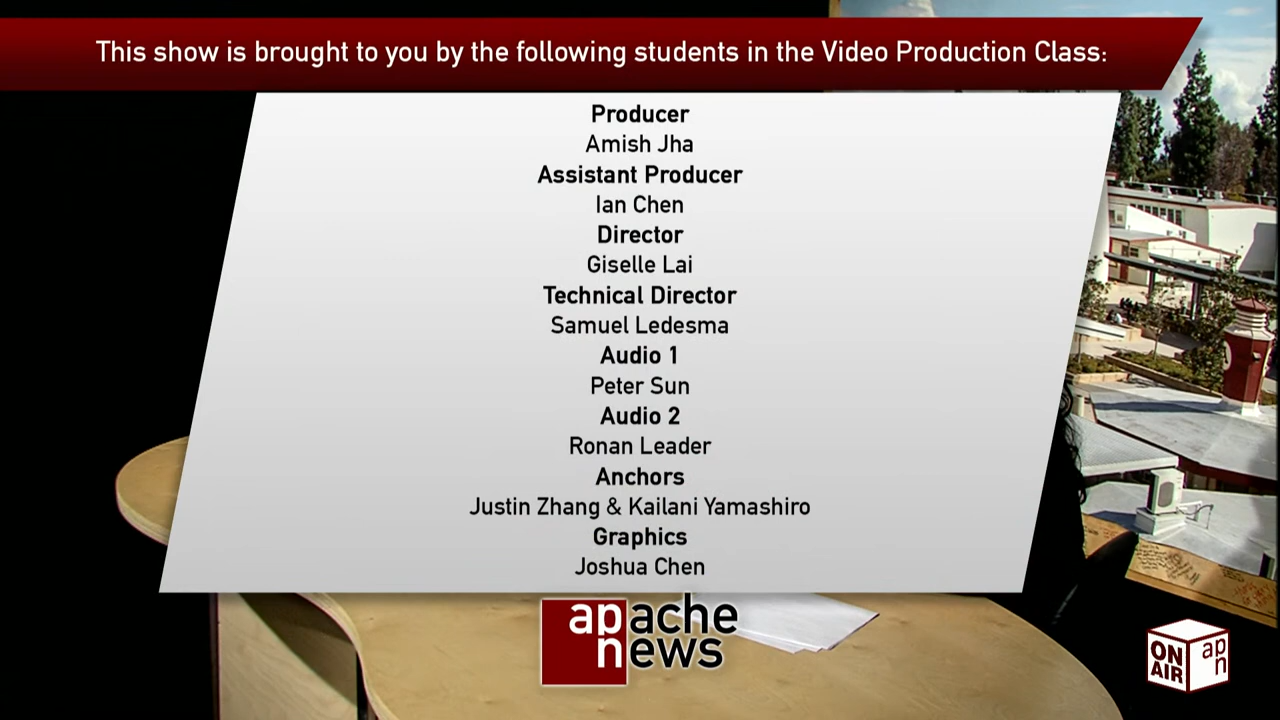 This show is brought to you by the following students in the Video Production Class:
Producer
Amish Jha
Assistant Producer
Ian Chen
Director
Giselle Lai
Technical Director
Samuel Ledesma
Audio 1
Peter Sun
Audio 2
Ronan Leader
Anchors
Justin Zhang & Kailani Yamashiro
Graphics
Joshua Chen
apache
news
ON
AIR
ap
n